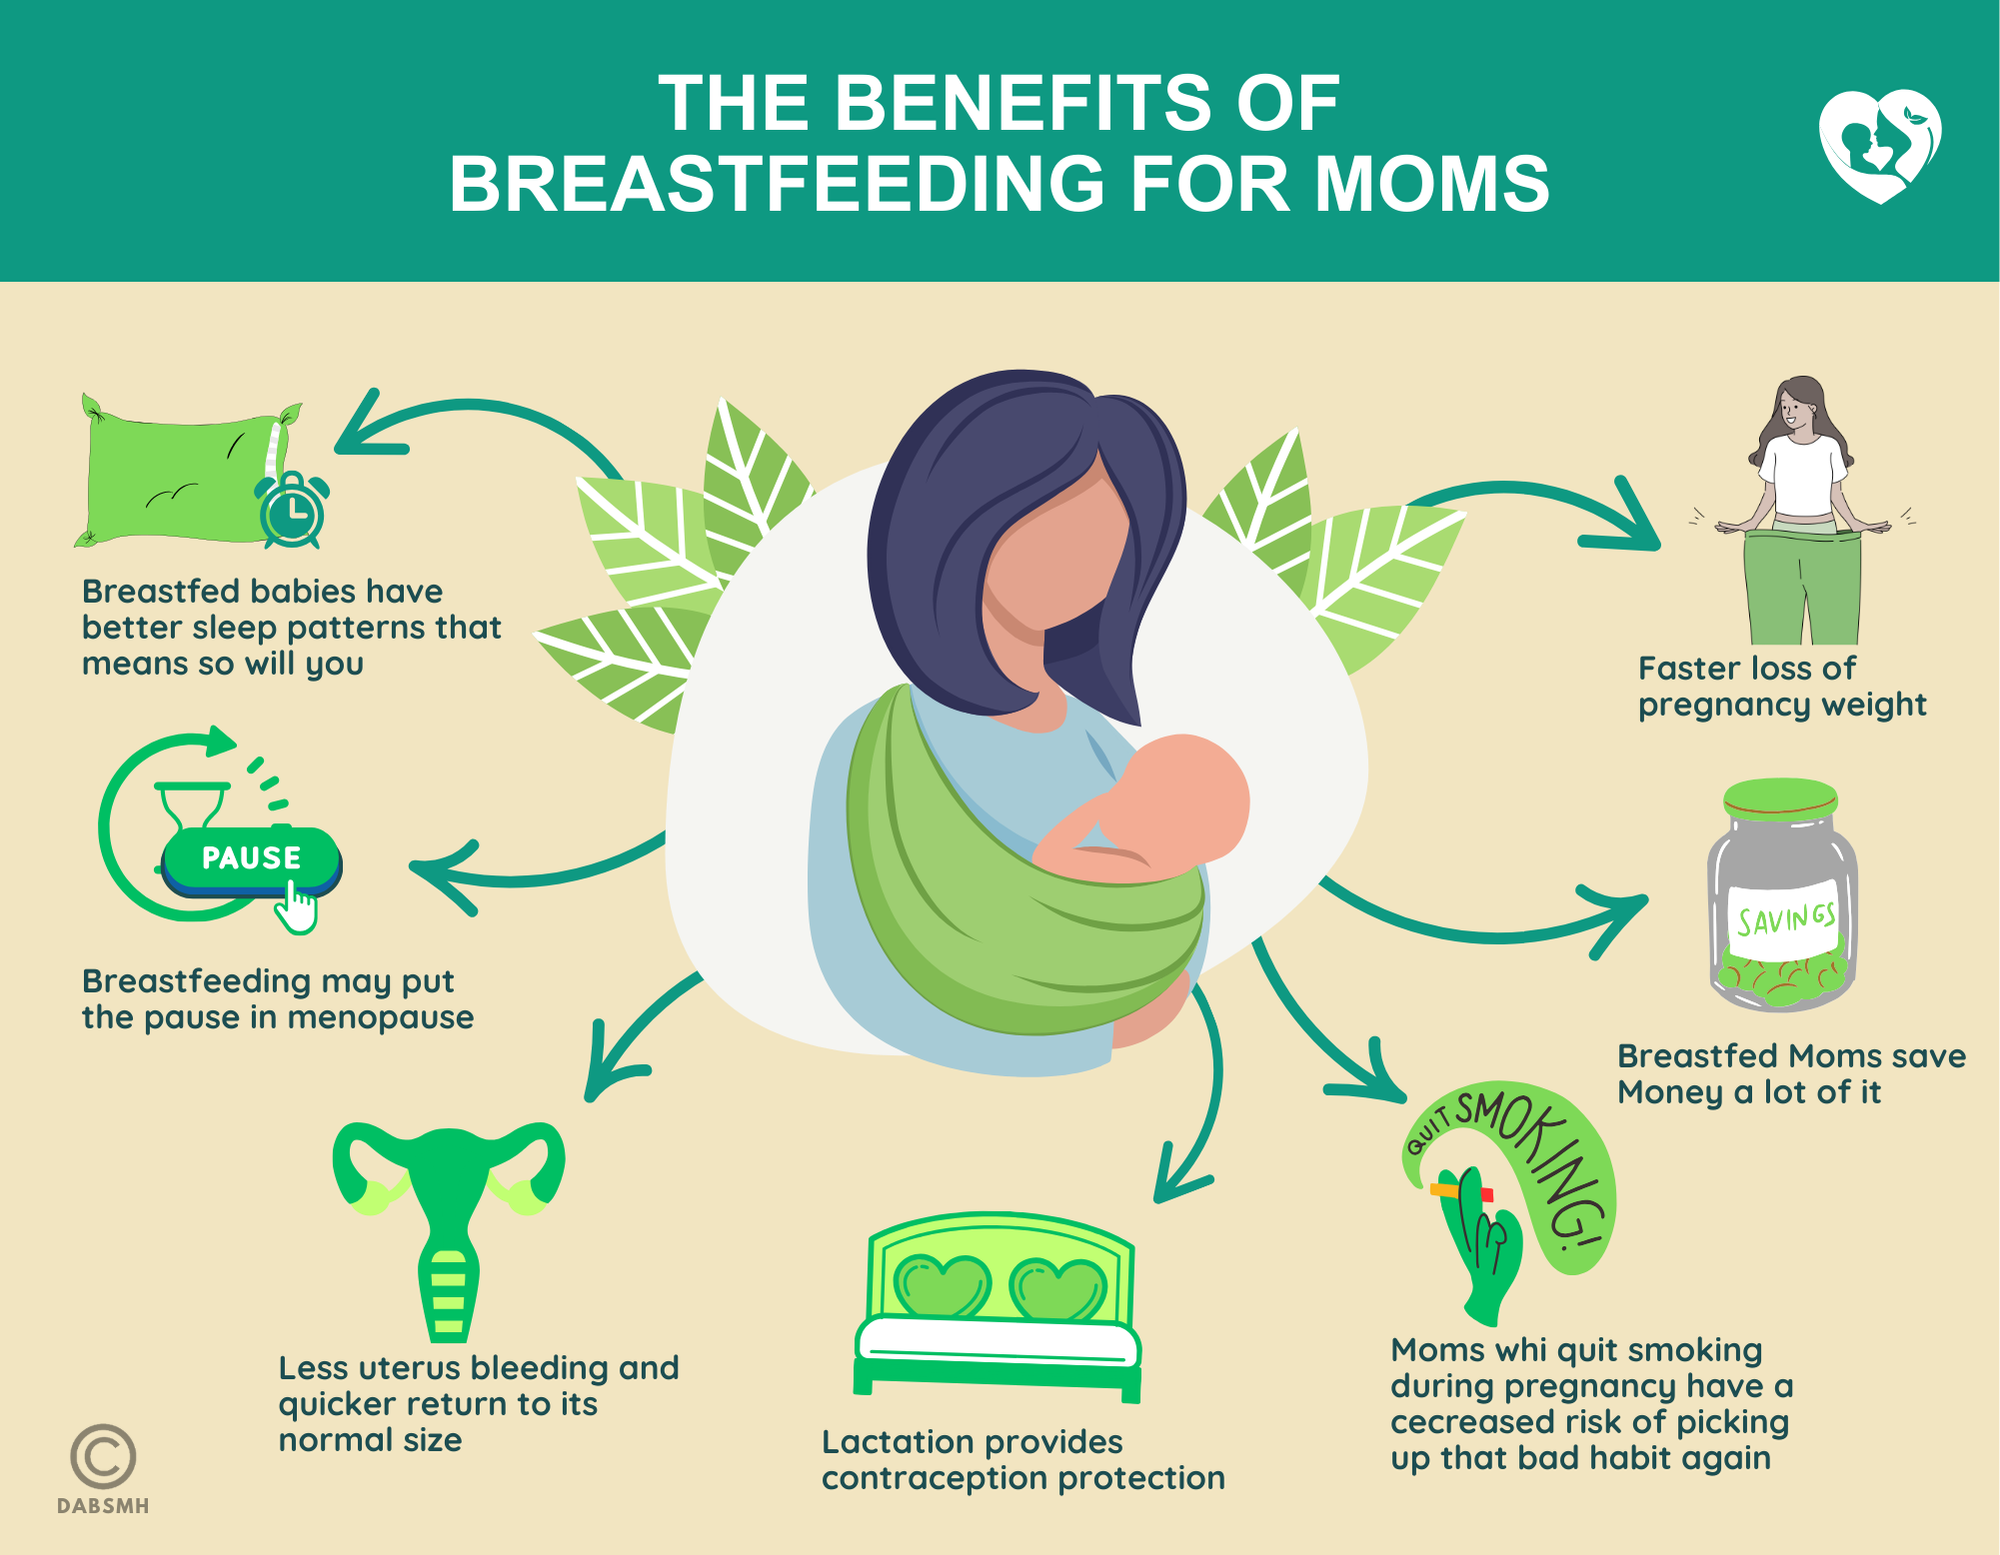 THE BENEFITS OF
BREASTFEEDING FOR MOMS
Breastfed babies have
better sleep patterns that
means so will you
Faster loss of
pregnancy weight
PAUSE
Breastfeeding may put
the pause in menopause
SAVINGS
Breastfed Moms save
Money a lot of it
Less uterus bleeding and
quicker return to its
normal size
Lactation provides
contraception protection
QUIT SMOKING!
Moms whi quit smoking
during pregnancy have a
cecreased risk of picking
up that bad habit again
©
DABSMH